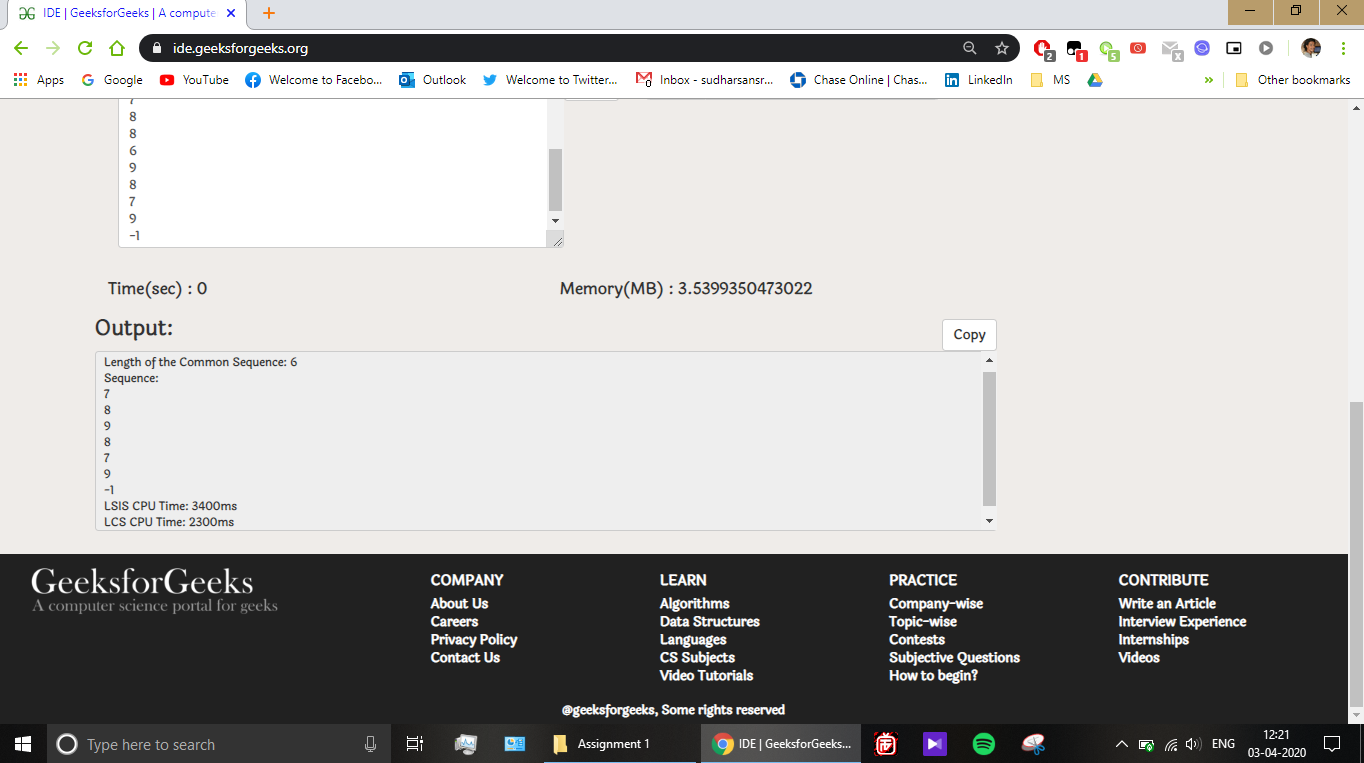 IDE | GeeksforGeeks | A compute
ide.geeksforgeeks.org
2
1
5
x
Apps
Google
YouTube
Welcome to Facebo...
Outlook
Welcome to Twitter...
0
Inbox - sudharsansr...
Chase Online | Chas...
LinkedIn
MS
»
Other bookmarks
7
8
8
6
9
8
7
9
-1
Time(sec) : 0
Memory(MB) : 3.5399350473022
Output:
Copy
Length of the Common Sequence: 6
Sequence:
7
8
9
8
7
9
-1
LSIS CPU Time: 3400ms
LCS CPU Time: 2300ms
GeeksforGeeks
A computer science portal for geeks
COMPANY
About Us
Careers
Privacy Policy
Contact Us
LEARN
Algorithms
Data Structures
Languages
CS Subjects
Video Tutorials
PRACTICE
Company-wise
Topic-wise
Contests
Subjective Questions
How to begin?
CONTRIBUTE
Write an Article
Interview Experience
Internships
Videos
@geeksforgeeks, Some rights reserved
Type here to search
Assignment 1
IDE | GeeksforGeeks...
ENG
12:21
03-04-2020